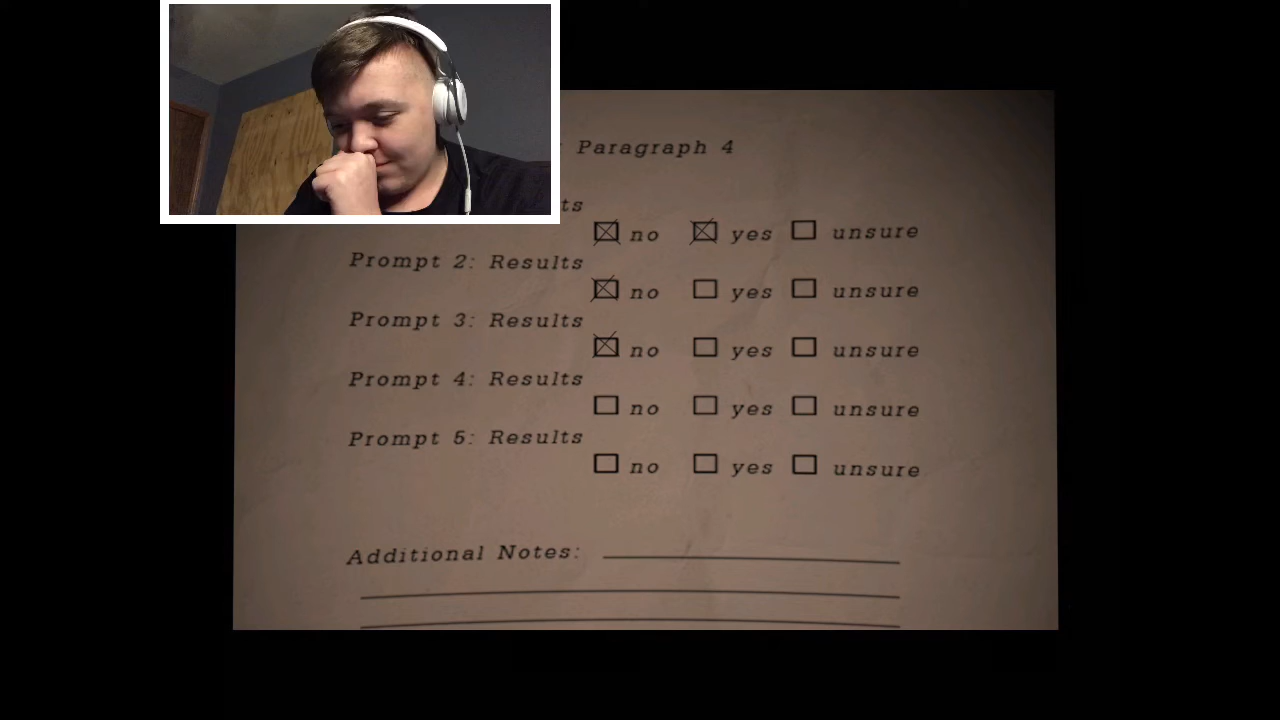 Paragraph 4
no yes unsure
Prompt 2: Results
no yes unsure
Prompt 3: Results
no yes unsure
Prompt 4: Results
no yes unsure
Prompt 5: Results
no yes unsure
Additional Notes: